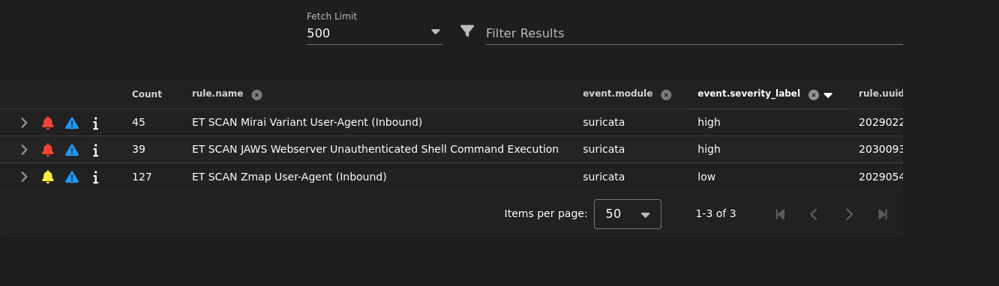 Fetch Limit
500 Filter Results
Count rule.name event.module event.severity_label rule.uuid
45 ET SCAN Mirai Variant User-Agent (Inbound) suricata high 2029022
39 ET SCAN JAWS Webserver Unauthenticated Shell Command Execution suricata high 2030093
127 ET SCAN Zmap User-Agent (Inbound) suricata low 2029054
Items per page: 50 1-3 of 3